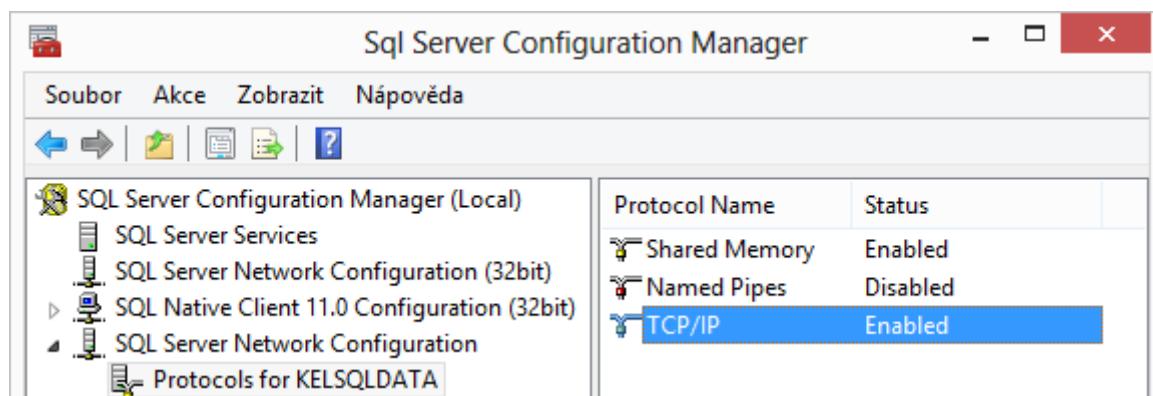 Sql Server Configuration Manager
Soubor Akce Zobrazit Nápověda
SQL Server Configuration Manager (Local)
SQL Server Services
SQL Server Network Configuration (32bit)
SQL Native Client 11.0 Configuration (32bit)
SQL Server Network Configuration
Protocols for KELSQLDATA
Protocol Name Status
Shared Memory Enabled
Named Pipes Disabled
TCP/IP Enabled